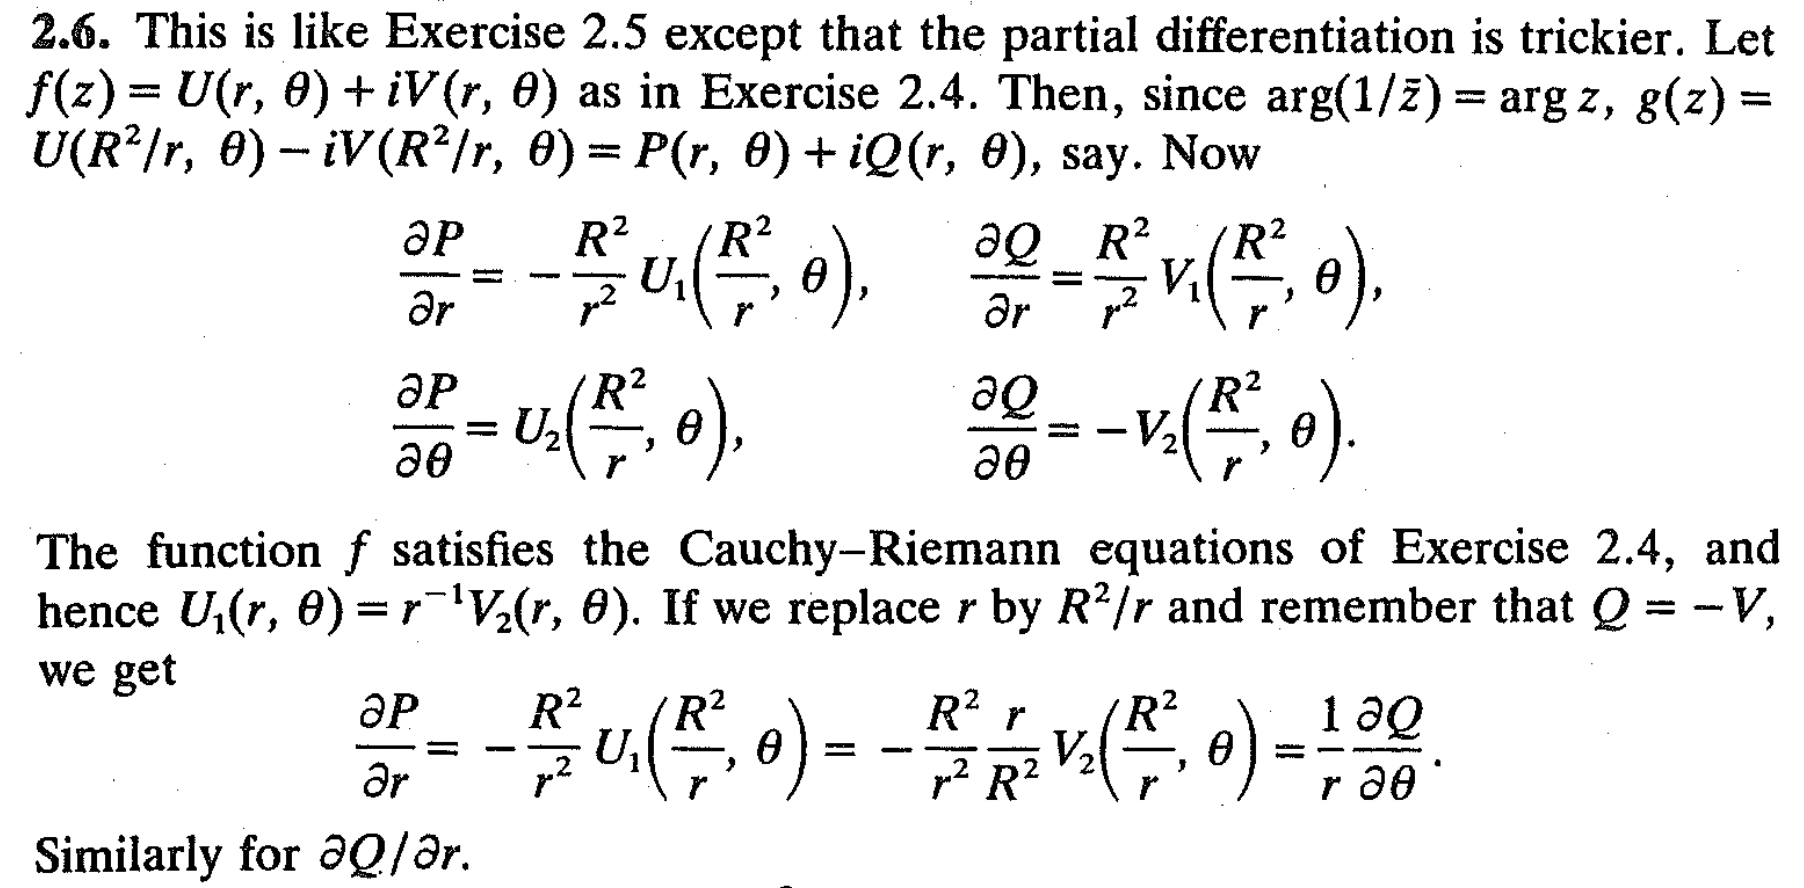 2.6. This is like Exercise 2.5 except that the partial differentiation is trickier. Let
f(z) = U(r, θ) + iV(r, θ) as in Exercise 2.4. Then, since arg(1/z̄) = arg z, g(z) =
U(R²/r, θ) − iV(R²/r, θ) = P(r, θ) + iQ(r, θ), say. Now
∂P/∂r = − R²/r² U₁(R²/r, θ), ∂Q/∂r = R²/r² V₁(R²/r, θ),
∂P/∂θ = U₂(R²/r, θ), ∂Q/∂θ = −V₂(R²/r, θ).
The function f satisfies the Cauchy–Riemann equations of Exercise 2.4, and
hence U₁(r, θ) = r⁻¹V₂(r, θ). If we replace r by R²/r and remember that Q = −V,
we get
∂P/∂r = − R²/r² U₁(R²/r, θ) = − R²/r² r/R² V₂(R²/r, θ) = 1/r ∂Q/∂θ.
Similarly for ∂Q/∂r.